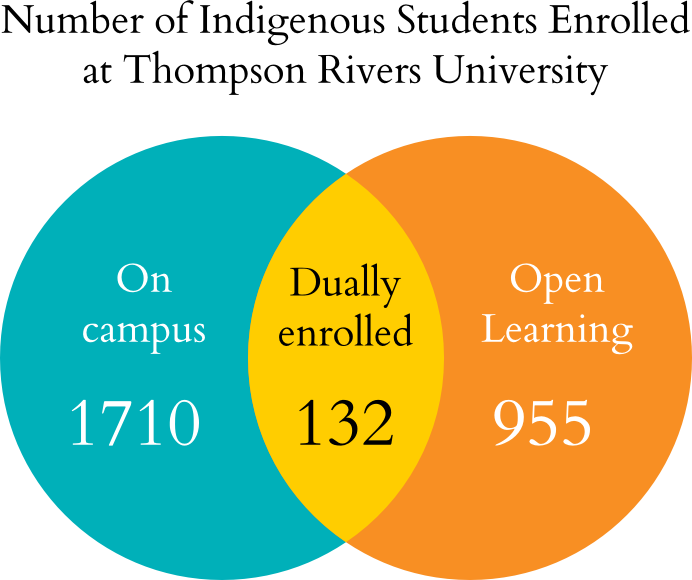 Number of Indigenous Students Enrolled
at Thompson Rivers University
On
campus
1710
Dually
enrolled
132
Open
Learning
955